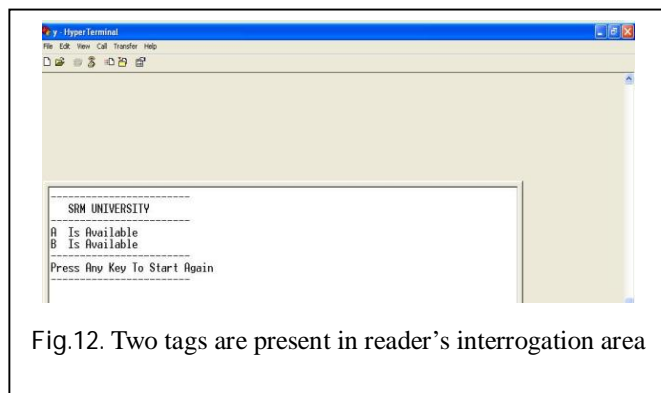 y - HyperTerminal
File Edit View Call Transfer Help
------------------------
SRM UNIVERSITY
------------------------
A Is Available
B Is Available
------------------------
Press Any Key To Start Again
------------------------
Fig.12. Two tags are present in reader’s interrogation area